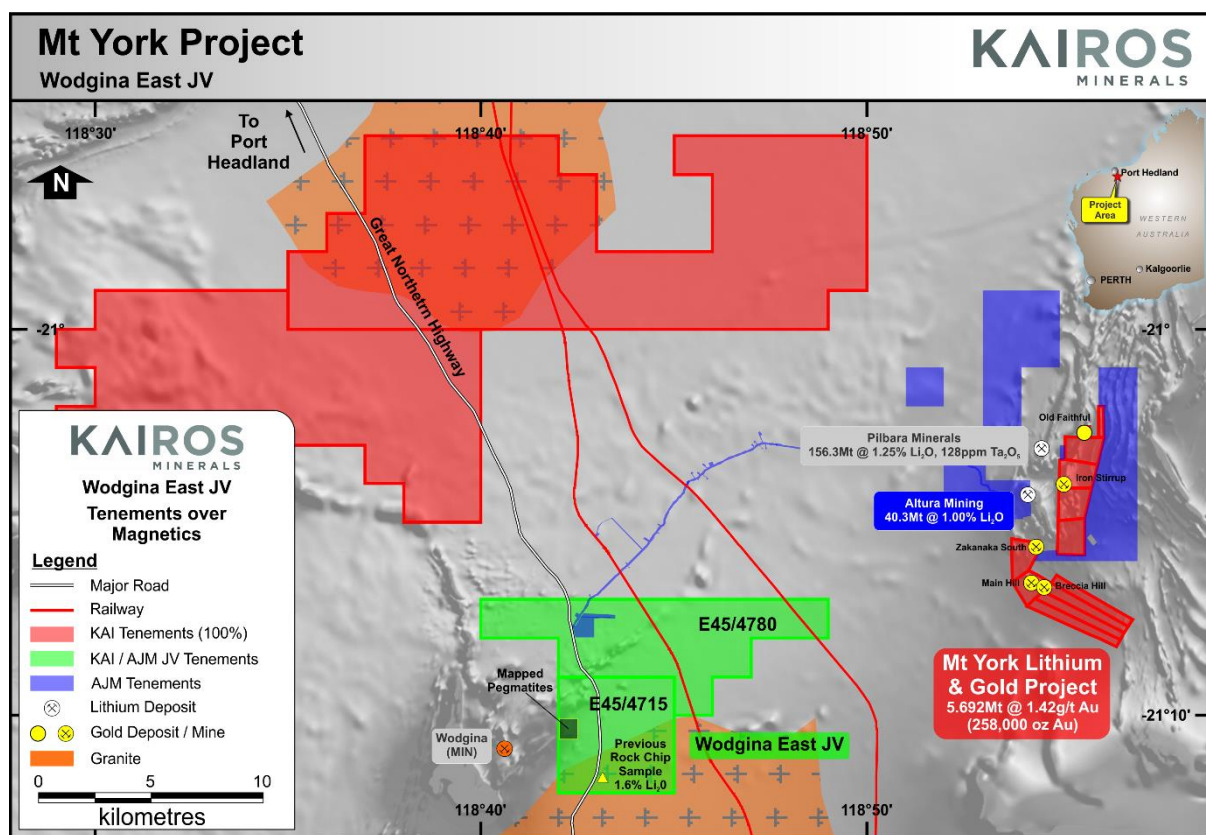 Mt York Project
Wodgina East JV
KAIROS
MINERALS
118°30'
118°40'
118°50'
To
Port
Headland
N
Great Northetrn Highway
Port Hedland
Project
Area
WESTERN
AUSTRALIA
Kalgoorlie
PERTH
-21°
-21°
Old Faithful
Pilbara Minerals
156.3Mt @ 1.25% Li₂O, 128ppm Ta₂O₅
Iron Stirrup
Altura Mining
40.3Mt @ 1.00% Li₂O
Zakanaka South
Main Hill
Breccia Hill
E45/4780
Mt York Lithium
& Gold Project
5.692Mt @ 1.42g/t Au
(258,000 oz Au)
Mapped
Pegmatites
E45/4715
-21°10'
Wodgina
(MIN)
Previous
Rock Chip
Sample
1.6% Li₂0
Wodgina East JV
118°40'
118°50'
KAIROS
MINERALS
Wodgina East JV
Tenements over
Magnetics
Legend
Major Road
Railway
KAI Tenements (100%)
KAI / AJM JV Tenements
AJM Tenements
Lithium Deposit
Gold Deposit / Mine
Granite
0 5 10
kilometres